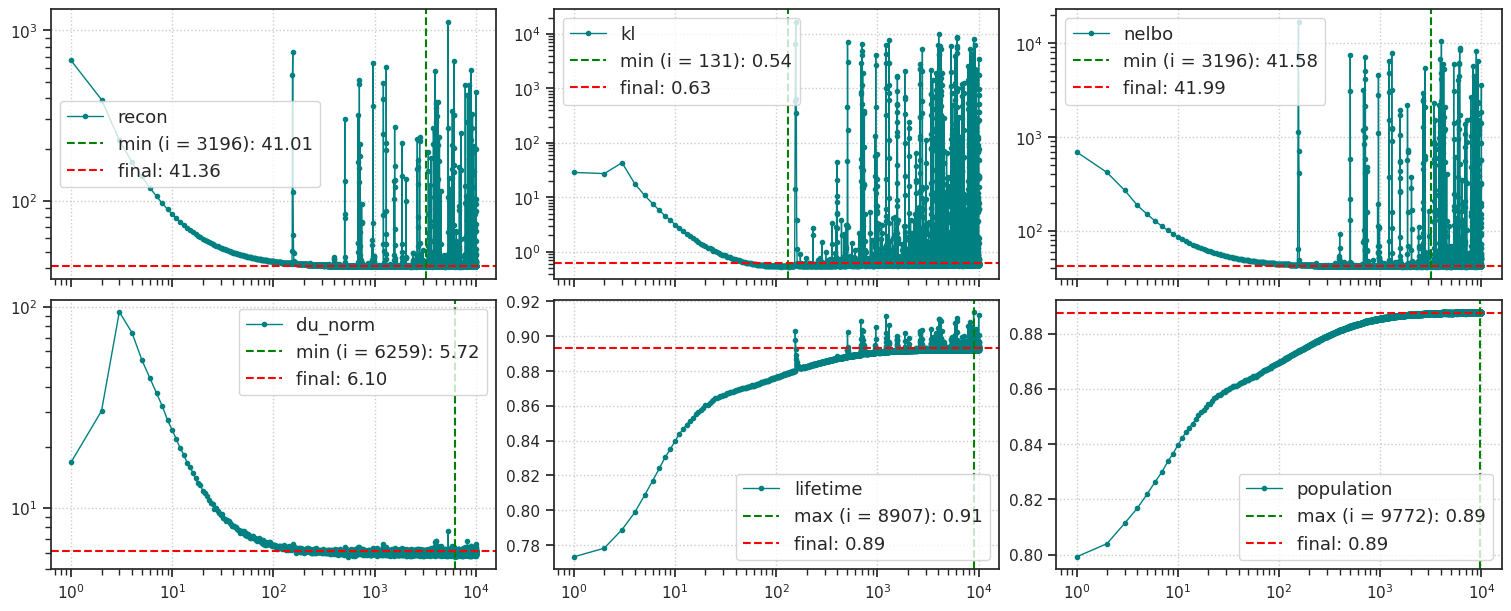 10³
10²
recon
min (i = 3196): 41.01
final: 41.36
10⁴
10³
10²
10¹
10⁰
kl
min (i = 131): 0.54
final: 0.63
10⁴
10³
10²
nelbo
min (i = 3196): 41.58
final: 41.99
10²
10¹
du_norm
min (i = 6259): 5.72
final: 6.10
10⁰ 10¹ 10² 10³ 10⁴
0.92
0.90
0.88
0.86
0.84
0.82
0.80
0.78
lifetime
max (i = 8907): 0.91
final: 0.89
10⁰ 10¹ 10² 10³ 10⁴
0.88
0.86
0.84
0.82
0.80
population
max (i = 9772): 0.89
final: 0.89
10⁰ 10¹ 10² 10³ 10⁴